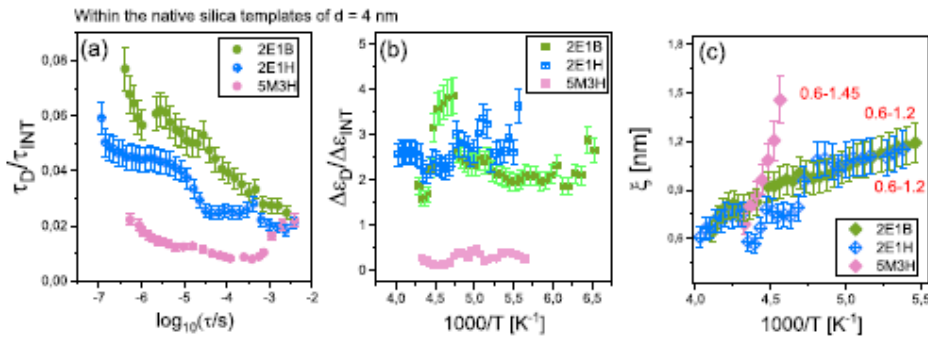 Within the native silica templates of d = 4 nm
(a)
2E1B
2E1H
5M3H
0,08
0,06
0,04
0,02
0,00
τD/τINT
-7 -6 -5 -4 -3 -2
log10(τ/s)
(b)
2E1B
2E1H
5M3H
5
4
3
2
1
0
ΔεD/ΔεINT
4,0 4,5 5,0 5,5 6,0 6,5
1000/T [K-1]
(c)
1,8
1,5
1,2
0,9
0,6
ξ [nm]
0.6-1.45
0.6-1.2
0.6-1.2
2E1B
2E1H
5M3H
4,0 4,5 5,0 5,5
1000/T [K-1]